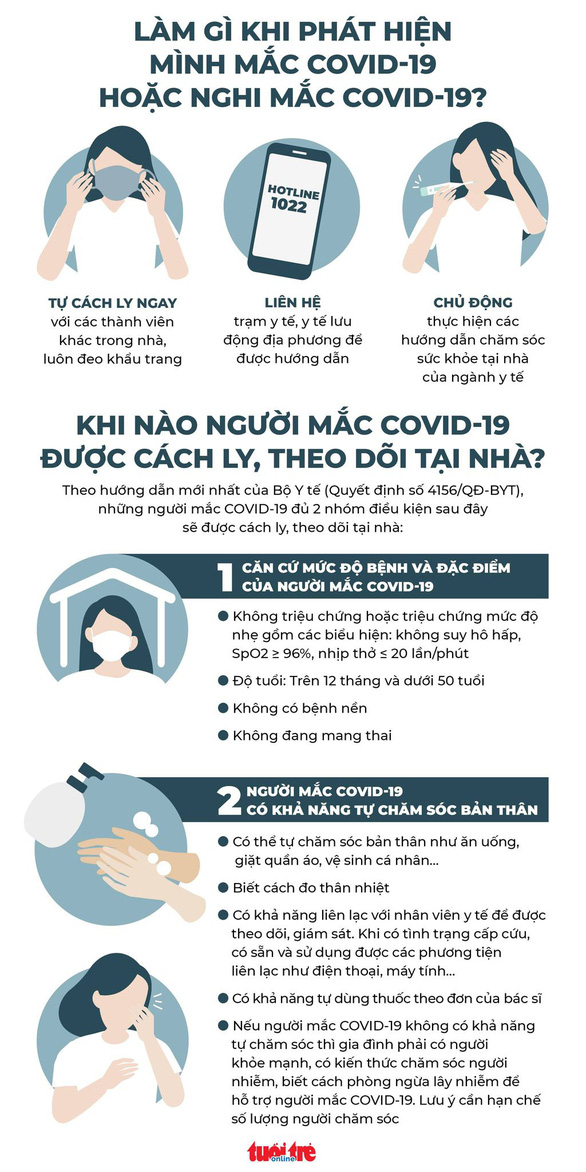 LÀM GÌ KHI PHÁT HIỆN
MÌNH MẮC COVID-19
HOẶC NGHI MẮC COVID-19?
HOTLINE
1022
TỰ CÁCH LY NGAY
với các thành viên
khác trong nhà,
luôn đeo khẩu trang
LIÊN HỆ
trạm y tế, y tế lưu
động địa phương để
được hướng dẫn
CHỦ ĐỘNG
thực hiện các
hướng dẫn chăm sóc
sức khỏe tại nhà
của ngành y tế
KHI NÀO NGƯỜI MẮC COVID-19
ĐƯỢC CÁCH LY, THEO DÕI TẠI NHÀ?
Theo hướng dẫn mới nhất của Bộ Y tế (Quyết định số 4156/QĐ-BYT),
những người mắc COVID-19 đủ 2 nhóm điều kiện sau đây
sẽ được cách ly, theo dõi tại nhà:
1 CĂN CỨ MỨC ĐỘ BỆNH VÀ ĐẶC ĐIỂM
CỦA NGƯỜI MẮC COVID-19
● Không triệu chứng hoặc triệu chứng mức độ
nhẹ gồm các biểu hiện: không suy hô hấp,
SpO2 ≥ 96%, nhịp thở ≤ 20 lần/phút
● Độ tuổi: Trên 12 tháng và dưới 50 tuổi
● Không có bệnh nền
● Không đang mang thai
2 NGƯỜI MẮC COVID-19
CÓ KHẢ NĂNG TỰ CHĂM SÓC BẢN THÂN
● Có thể tự chăm sóc bản thân như ăn uống,
giặt quần áo, vệ sinh cá nhân...
● Biết cách đo thân nhiệt
● Có khả năng liên lạc với nhân viên y tế để được
theo dõi, giám sát. Khi có tình trạng cấp cứu,
có sẵn và sử dụng được các phương tiện
liên lạc như điện thoại, máy tính...
● Có khả năng tự dùng thuốc theo đơn của bác sĩ
● Nếu người mắc COVID-19 không có khả năng
tự chăm sóc thì gia đình phải có người
khỏe mạnh, có kiến thức chăm sóc người
nhiễm, biết cách phòng ngừa lây nhiễm để
hỗ trợ người mắc COVID-19. Lưu ý cần hạn chế
số lượng người chăm sóc
tuổi trẻ
online